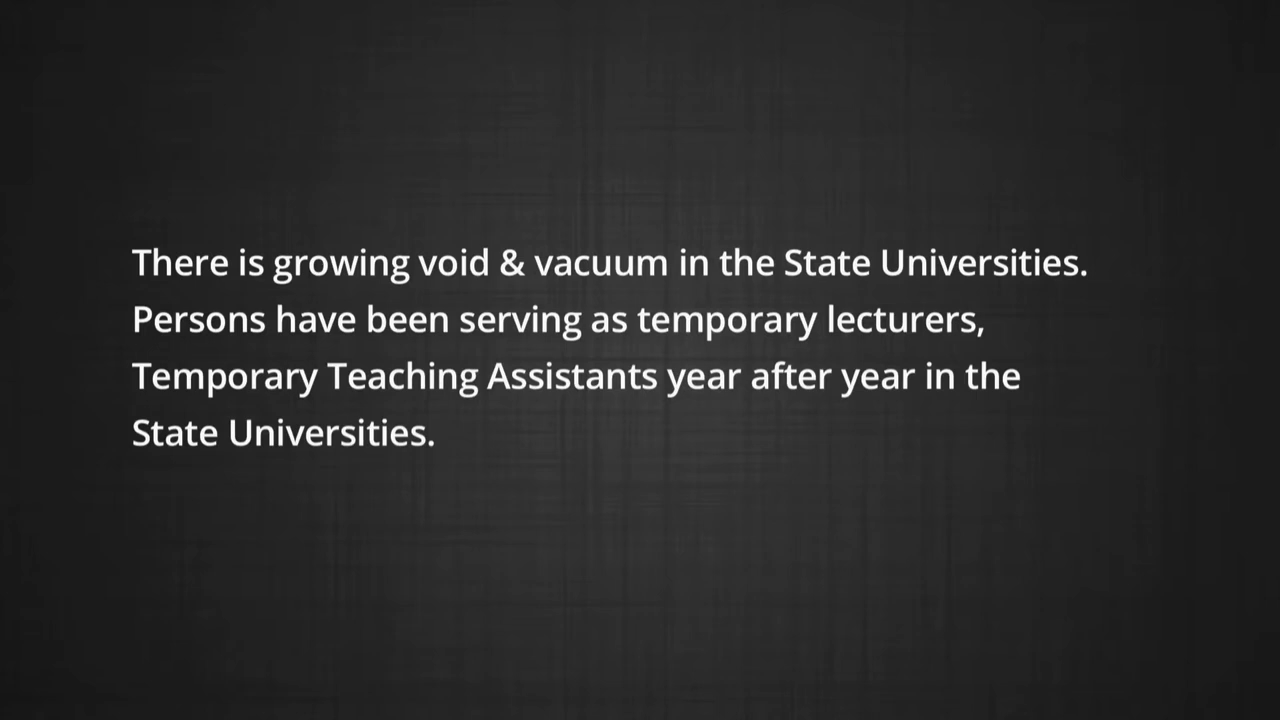 There is growing void & vacuum in the State Universities.
Persons have been serving as temporary lecturers,
Temporary Teaching Assistants year after year in the
State Universities.